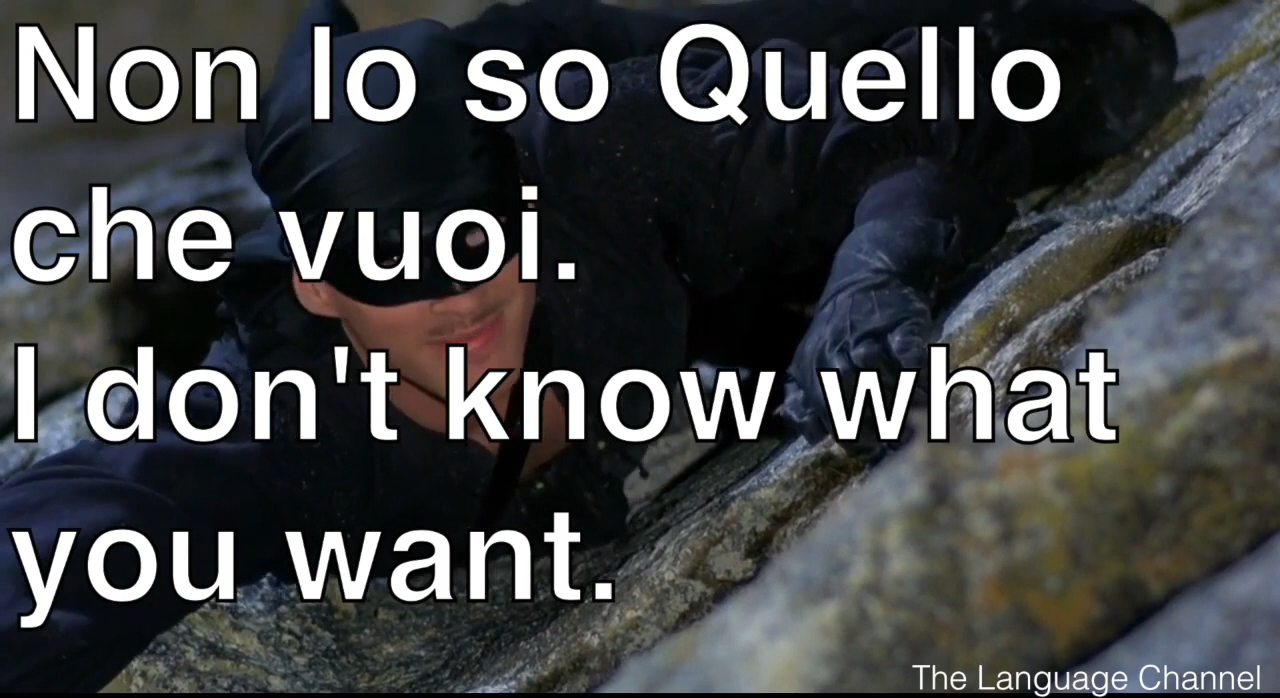 Non lo so Quello
che vuoi.
I don't know what
you want.
The Language Channel